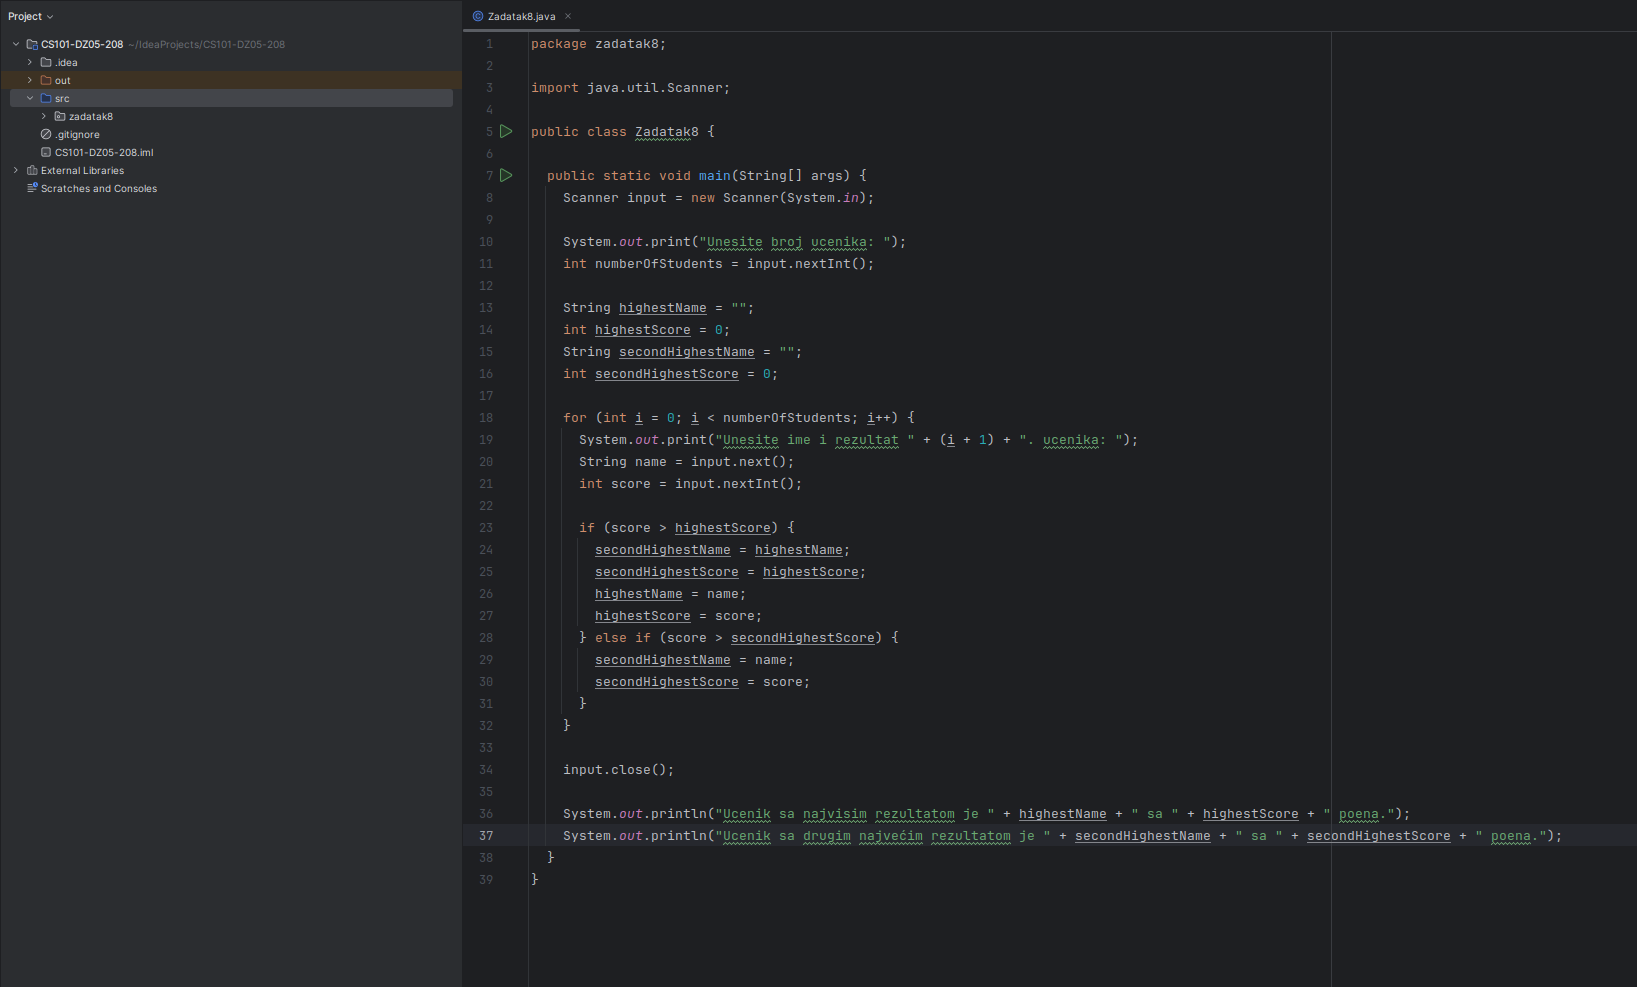 Project
CS101-DZ05-208 ~/IdeaProjects/CS101-DZ05-208
.idea
out
src
zadatak8
.gitignore
CS101-DZ05-208.iml
External Libraries
Scratches and Consoles
Zadatak8.java
1 package zadatak8;
2
3 import java.util.Scanner;
4
5 public class Zadatak8 {
6
7 public static void main(String[] args) {
8 Scanner input = new Scanner(System.in);
9
10 System.out.print("Unesite broj ucenika: ");
11 int numberOfStudents = input.nextInt();
12
13 String highestName = "";
14 int highestScore = 0;
15 String secondHighestName = "";
16 int secondHighestScore = 0;
17
18 for (int i = 0; i < numberOfStudents; i++) {
19 System.out.print("Unesite ime i rezultat " + (i + 1) + ". ucenika: ");
20 String name = input.next();
21 int score = input.nextInt();
22
23 if (score > highestScore) {
24 secondHighestName = highestName;
25 secondHighestScore = highestScore;
26 highestName = name;
27 highestScore = score;
28 } else if (score > secondHighestScore) {
29 secondHighestName = name;
30 secondHighestScore = score;
31 }
32 }
33
34 input.close();
35
36 System.out.println("Ucenik sa najvisim rezultatom je " + highestName + " sa " + highestScore + " poena.");
37 System.out.println("Ucenik sa drugim najvećim rezultatom je " + secondHighestName + " sa " + secondHighestScore + " poena.");
38 }
39 }